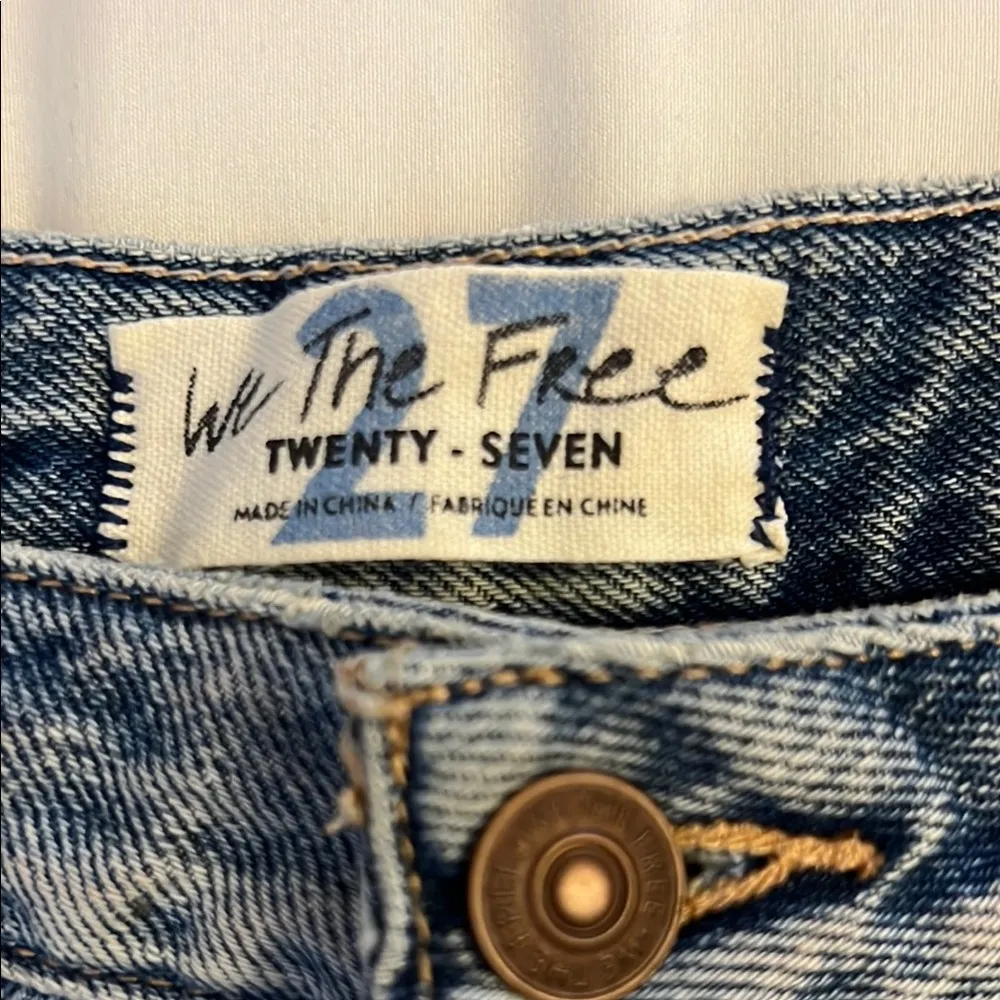 27
We The Free
TWENTY - SEVEN
MADE IN CHINA / FABRIQUE EN CHINE